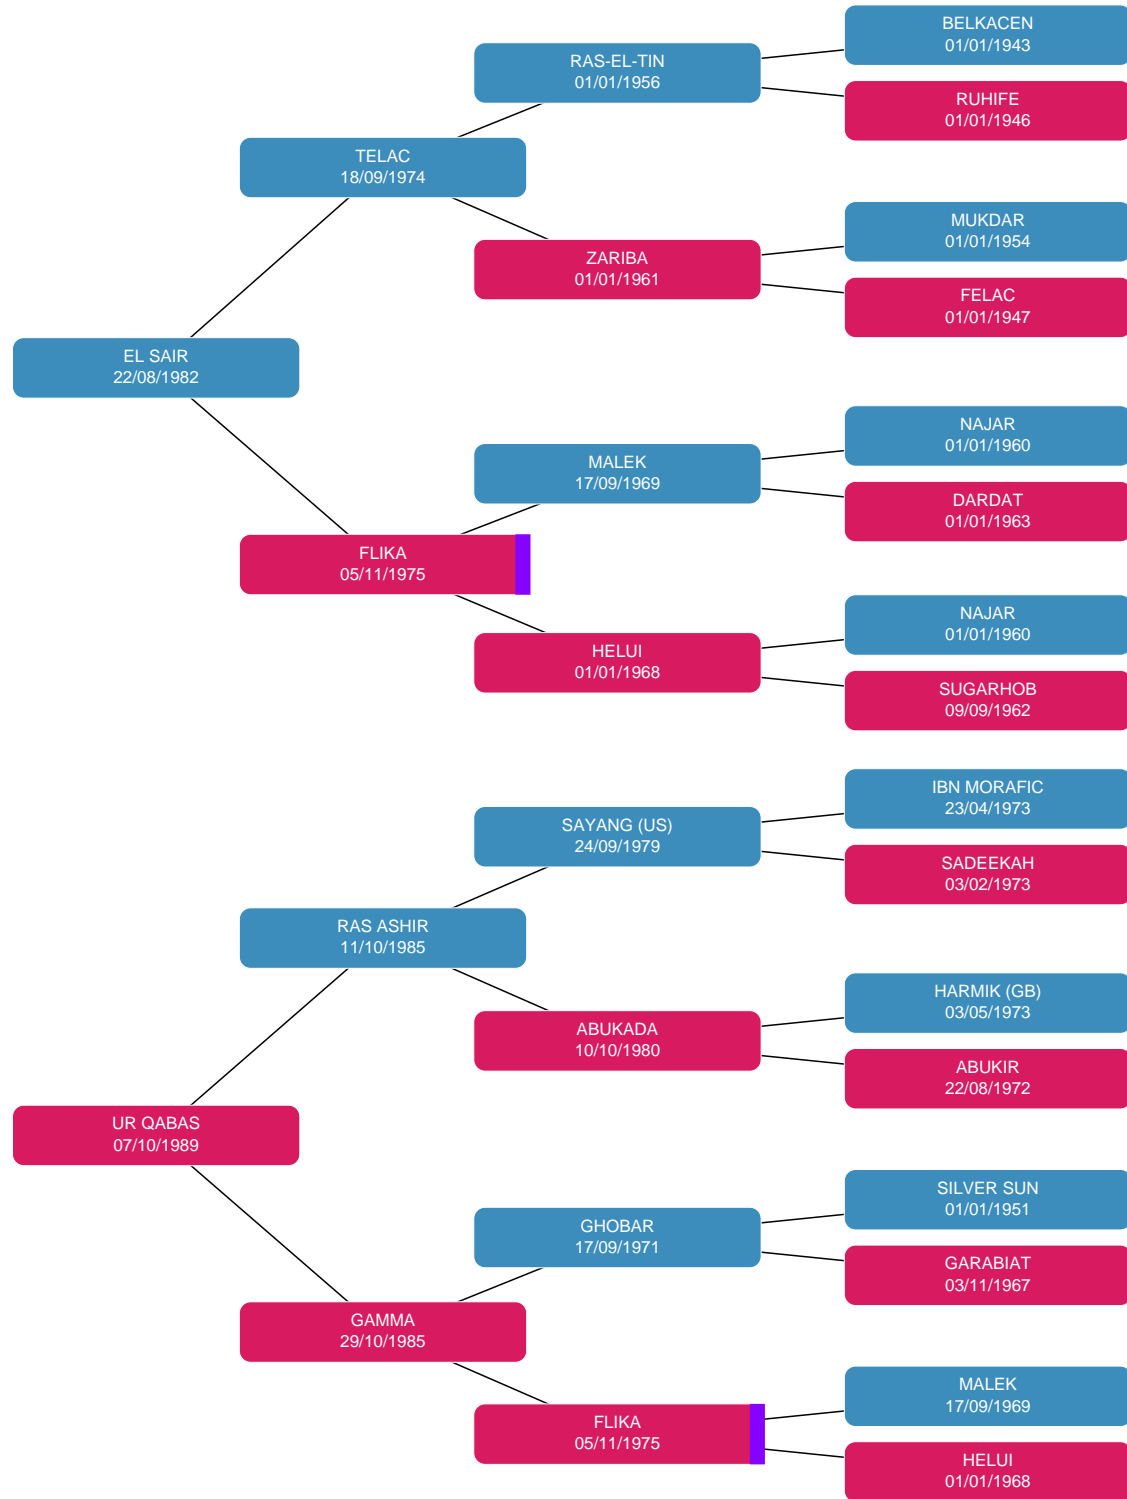 BELKACEN
01/01/1943
RAS-EL-TIN
01/01/1956
RUHIFE
01/01/1946
TELAC
18/09/1974
MUKDAR
01/01/1954
ZARIBA
01/01/1961
FELAC
01/01/1947
EL SAIR
22/08/1982
NAJAR
01/01/1960
MALEK
17/09/1969
DARDAT
01/01/1963
FLIKA
05/11/1975
NAJAR
01/01/1960
HELUI
01/01/1968
SUGARHOB
09/09/1962
IBN MORAFIC
23/04/1973
SAYANG (US)
24/09/1979
SADEEKAH
03/02/1973
RAS ASHIR
11/10/1985
HARMIK (GB)
03/05/1973
ABUKADA
10/10/1980
ABUKIR
22/08/1972
UR QABAS
07/10/1989
SILVER SUN
01/01/1951
GHOBAR
17/09/1971
GARABIAT
03/11/1967
GAMMA
29/10/1985
MALEK
17/09/1969
FLIKA
05/11/1975
HELUI
01/01/1968